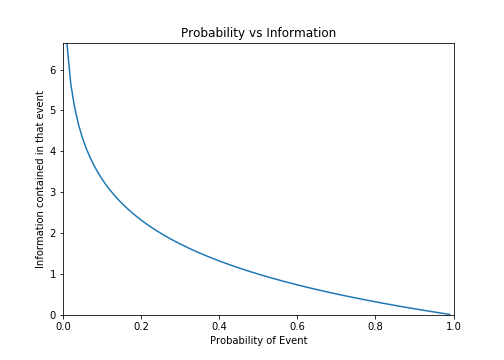 Probability vs Information
Information contained in that event
6
5
4
3
2
1
0
0.0 0.2 0.4 0.6 0.8 1.0
Probability of Event